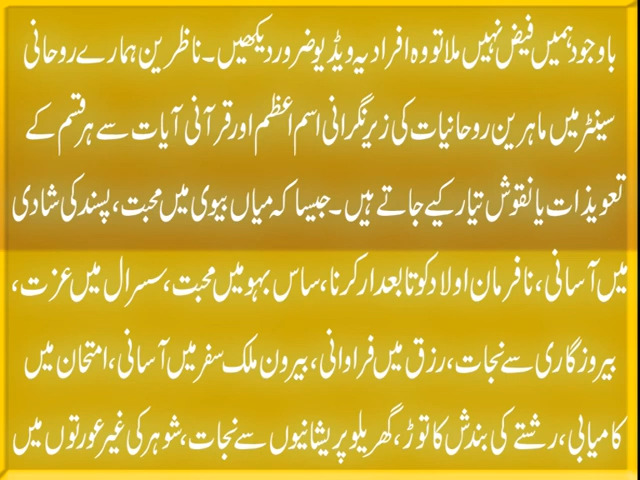 باوجود ہمیں فیض نہیں ملا تو وہ افراد یہ ویڈیو ضرور دیکھیں۔ ناظرین ہمارے روحانی
سینٹر میں ماہرین روحانیات کی زیر نگرانی اسم اعظم اور قرآنی آیات سے ہر قسم کے
تعویذات یا نقوش تیار کیے جاتے ہیں۔ جیسا کہ میاں بیوی میں محبت، پسند کی شادی
میں آسانی، نافرمان اولاد کو تابعدار کرنا، ساس بہو میں محبت، سسرال میں عزت،
بیروزگاری سے نجات، رزق میں فراوانی، بیرون ملک سفر میں آسانی، امتحان میں
کامیابی، رشتے کی بندش کا توڑ، گھریلو پریشانیوں سے نجات، شوہر کی غیر عورتوں میں